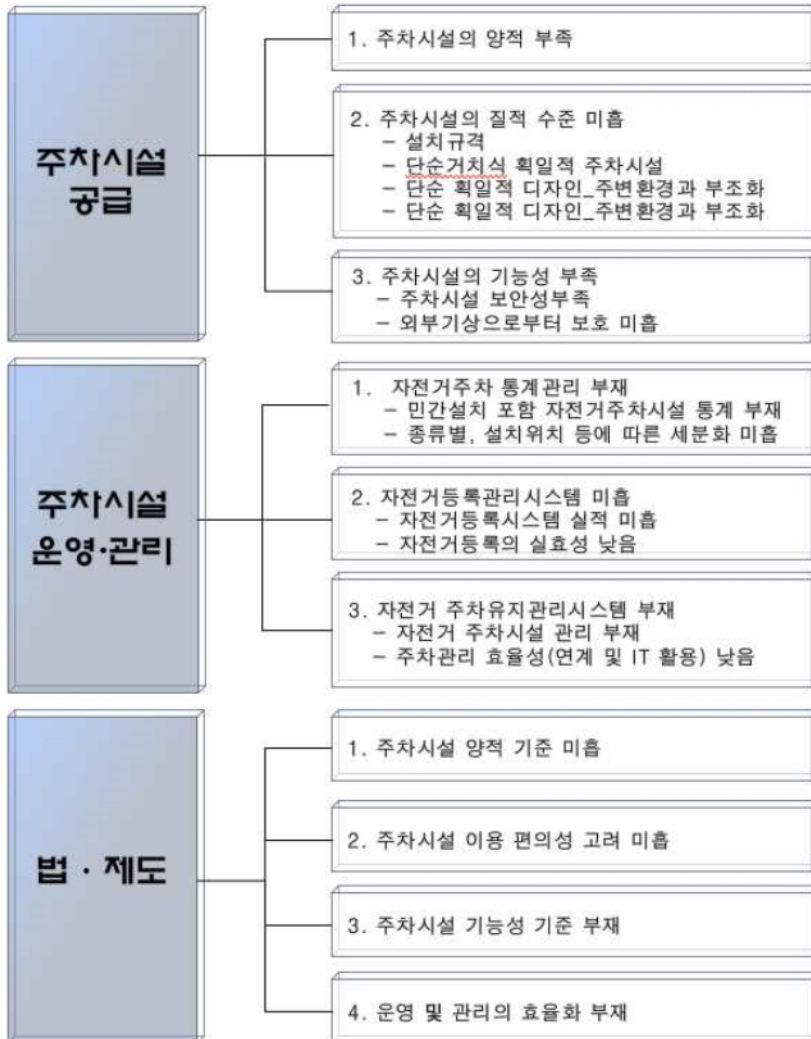 주차시설
공급
1. 주차시설의 양적 부족
2. 주차시설의 질적 수준 미흡
– 설치규격
– 단순거치식 획일적 주차시설
– 단순 획일적 디자인_주변환경과 부조화
– 단순 획일적 디자인_주변환경과 부조화
3. 주차시설의 기능성 부족
– 주차시설 보안성부족
– 외부기상으로부터 보호 미흡
주차시설
운영·관리
1. 자전거주차 통계관리 부재
– 민간설치 포함 자전거주차시설 통계 부재
– 종류별, 설치위치 등에 따른 세분화 미흡
2. 자전거등록관리시스템 미흡
– 자전거등록시스템 실적 미흡
– 자전거등록의 실효성 낮음
3. 자전거 주차유지관리시스템 부재
– 자전거 주차시설 관리 부재
– 주차관리 효율성(연계 및 IT 활용) 낮음
법 · 제도
1. 주차시설 양적 기준 미흡
2. 주차시설 이용 편의성 고려 미흡
3. 주차시설 기능성 기준 부재
4. 운영 및 관리의 효율화 부재